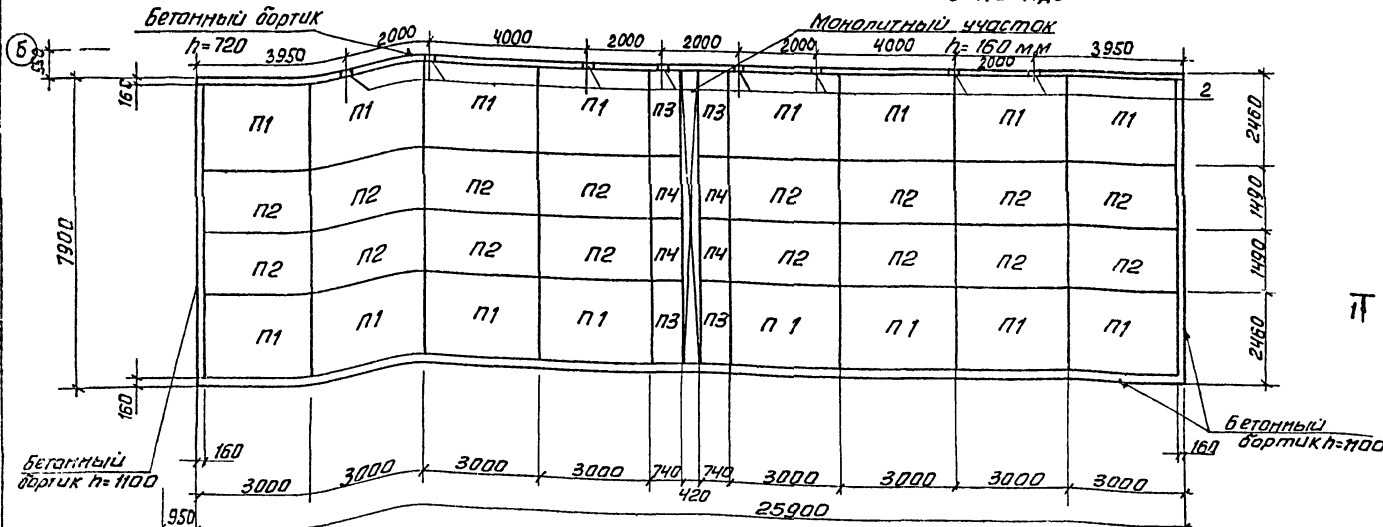 Бетонный бортик
h=720
Монолитный участок
h=160 мм
Б
3950
2000
4000
2000
2000
2000
4000
2000
3950
160
2
П1 П1 П1 П1 П3 П3 П1 П1 П1 П1
П2 П2 П2 П2 П4 П4 П2 П2 П2 П2
П2 П2 П2 П2 П4 П4 П2 П2 П2 П2
П1 П1 П1 П1 П3 П3 П1 П1 П1 П1
7900
2460
1490
1490
2460
1
160
Бетонный
бортик h=1100
160
160
Бетонный
бортик h=1100
3000 3000 3000 3000 740 420 740 3000 3000 3000 3000
950
25900